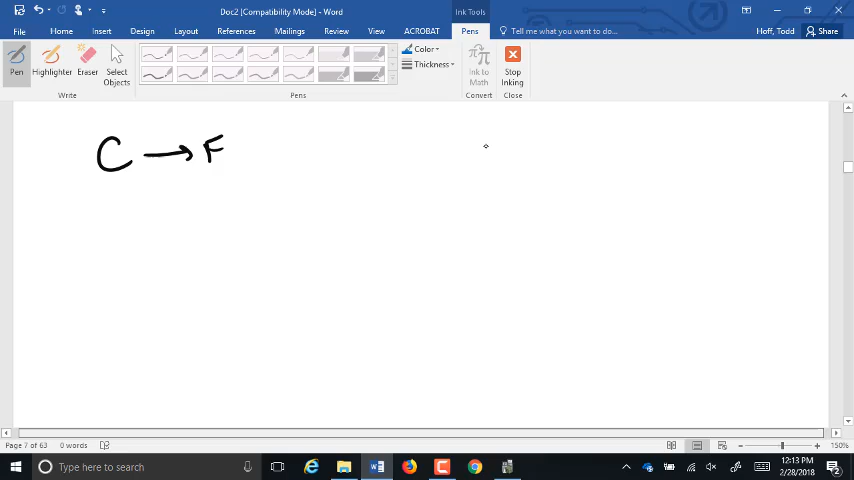 Doc2 [Compatibility Mode] - Word
Ink Tools
File Home Insert Design Layout References Mailings Review View ACROBAT Pens Tell me what you want to do... Hoff, Todd Share
Pen
Highlighter
Eraser
Select Objects
Color
Thickness
Ink to Math
Stop Inking
Write Pens Convert Close
C → F
Page 7 of 63 0 words 150%
Type here to search
12:13 PM
2/28/2018
2